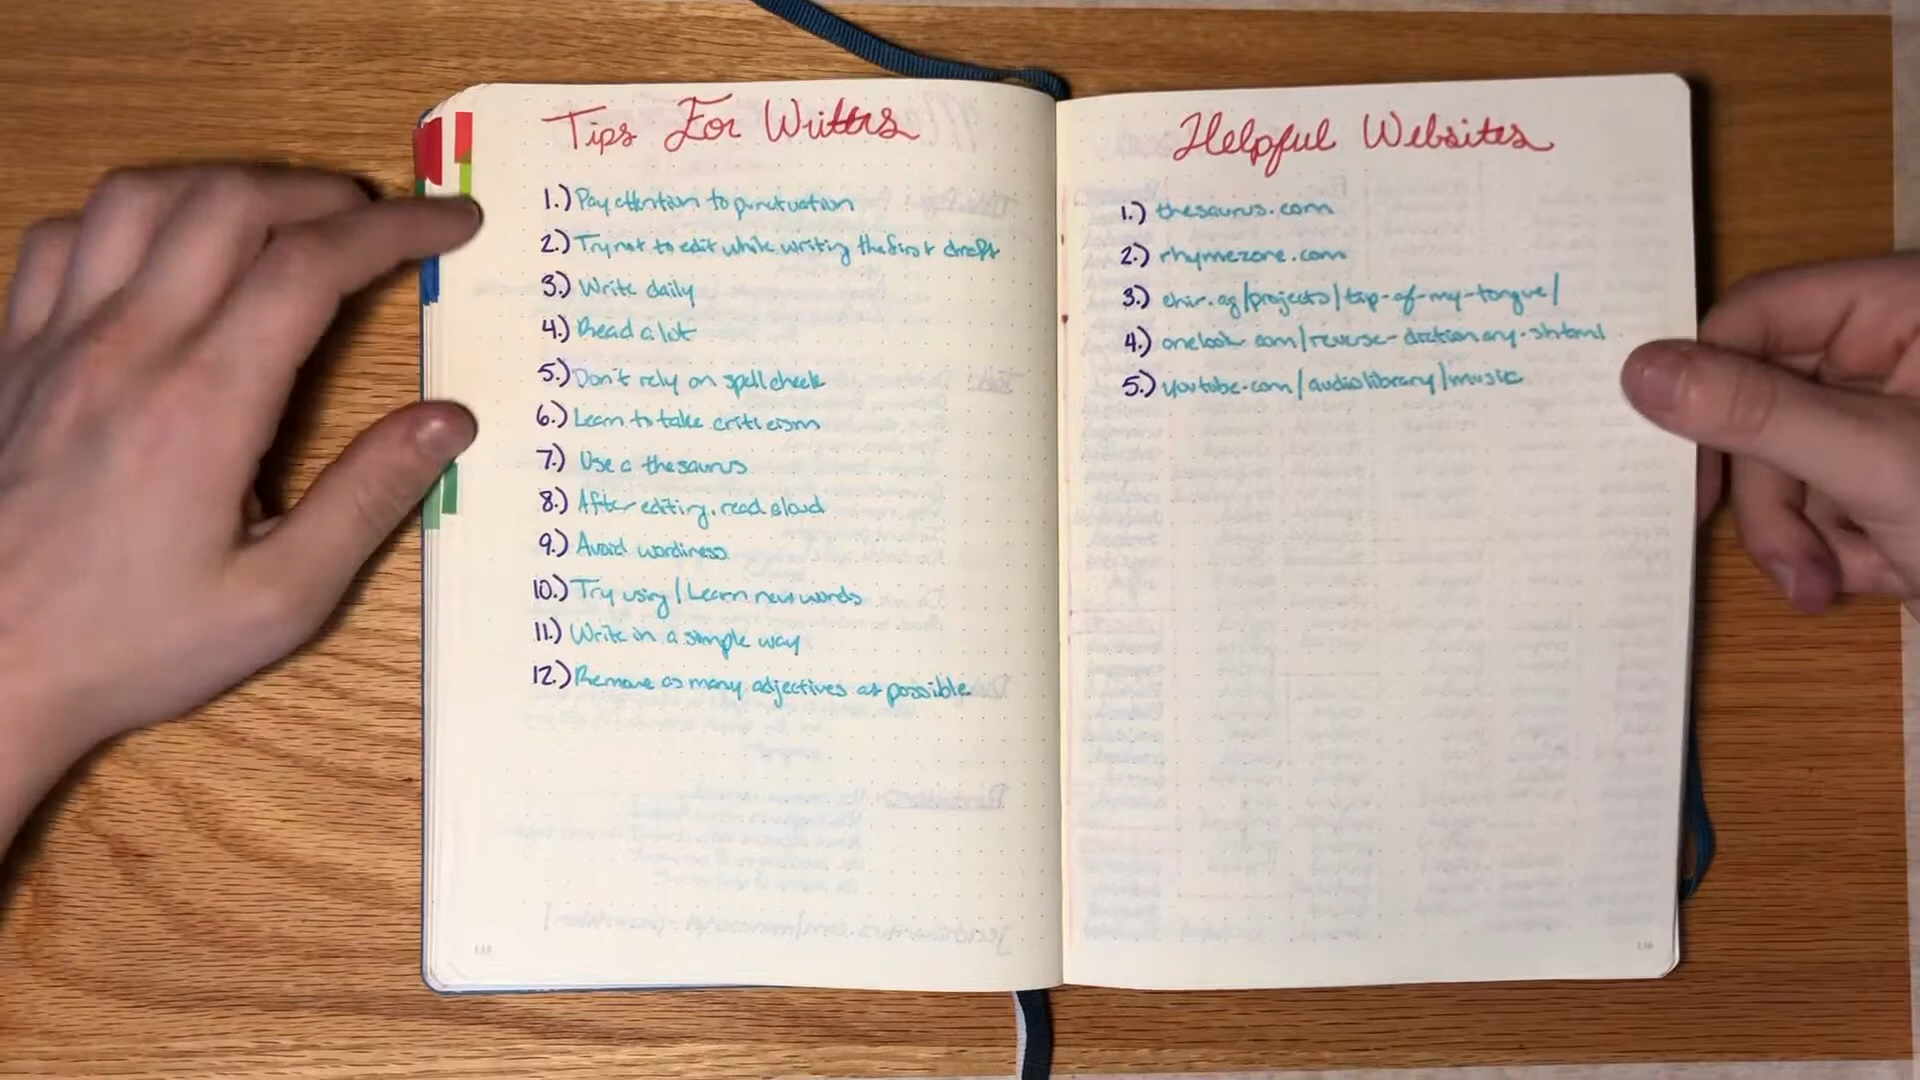 Tips For Writers
1.) Pay attention to punctuation
2.) Try not to edit while writing the first draft
3.) Write daily
4.) Read a lot
5.) Don't rely on spell check
6.) Learn to take criticism
7.) Use a thesaurus
8.) After editing, read aloud
9.) Avoid wordiness
10.) Try using / Learn new words
11.) Write in a simple way
12.) Remove as many adjectives as possible
Helpful Websites
1.) thesaurus.com
2.) rhymezone.com
3.) chir.ag/projects/tip-of-my-tongue/
4.) onelook.com/reverse-dictionary.shtml
5.) youtube.com/audiolibrary/music